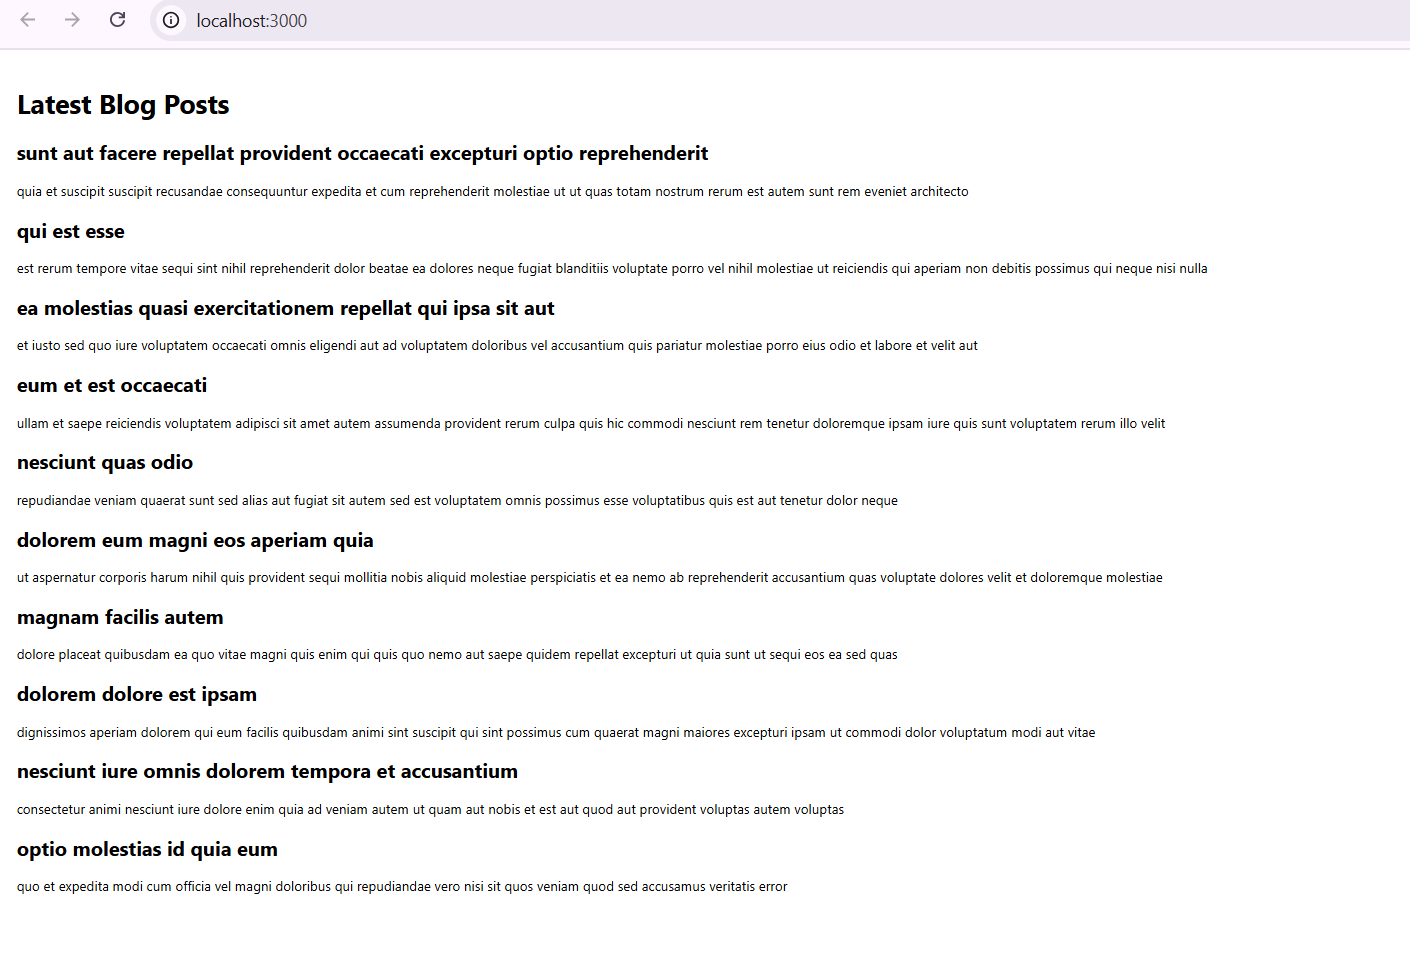 localhost:3000
Latest Blog Posts
sunt aut facere repellat provident occaecati excepturi optio reprehenderit
quia et suscipit suscipit recusandae consequuntur expedita et cum reprehenderit molestiae ut ut quas totam nostrum rerum est autem sunt rem eveniet architecto
qui est esse
est rerum tempore vitae sequi sint nihil reprehenderit dolor beatae ea dolores neque fugiat blanditiis voluptate porro vel nihil molestiae ut reiciendis qui aperiam non debitis possimus qui neque nisi nulla
ea molestias quasi exercitationem repellat qui ipsa sit aut
et iusto sed quo iure voluptatem occaecati omnis eligendi aut ad voluptatem doloribus vel accusantium quis pariatur molestiae porro eius odio et labore et velit aut
eum et est occaecati
ullam et saepe reiciendis voluptatem adipisci sit amet autem assumenda provident rerum culpa quis hic commodi nesciunt rem tenetur doloremque ipsam iure quis sunt voluptatem rerum illo velit
nesciunt quas odio
repudiandae veniam quaerat sunt sed alias aut fugiat sit autem sed est voluptatem omnis possimus esse voluptatibus quis est aut tenetur dolor neque
dolorem eum magni eos aperiam quia
ut aspernatur corporis harum nihil quis provident sequi mollitia nobis aliquid molestiae perspiciatis et ea nemo ab reprehenderit accusantium quas voluptate dolores velit et doloremque molestiae
magnam facilis autem
dolore placeat quibusdam ea quo vitae magni quis enim qui quis quo nemo aut saepe quidem repellat excepturi ut quia sunt ut sequi eos ea sed quas
dolorem dolore est ipsam
dignissimos aperiam dolorem qui eum facilis quibusdam animi sint suscipit qui sint possimus cum quaerat magni maiores excepturi ipsam ut commodi dolor voluptatum modi aut vitae
nesciunt iure omnis dolorem tempora et accusantium
consectetur animi nesciunt iure dolore enim quia ad veniam autem ut quam aut nobis et est aut quod aut provident voluptas autem voluptas
optio molestias id quia eum
quo et expedita modi cum officia vel magni doloribus qui repudiandae vero nisi sit quos veniam quod sed accusamus veritatis error